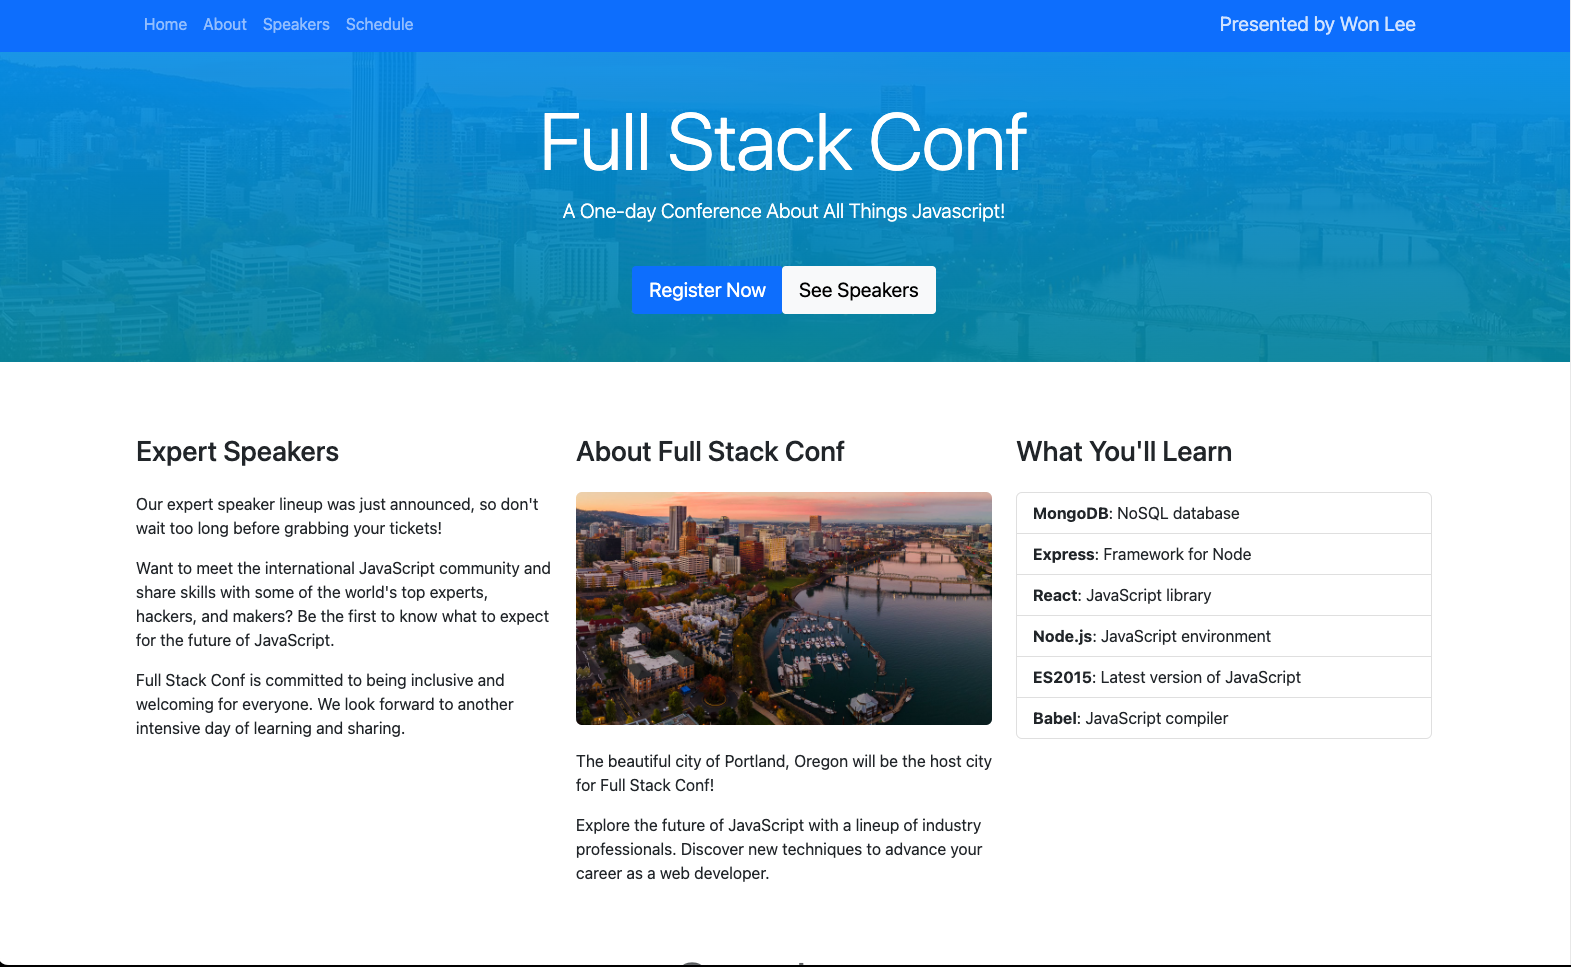 Home About Speakers Schedule
Presented by Won Lee
Full Stack Conf
A One-day Conference About All Things Javascript!
Register Now
See Speakers
Expert Speakers
Our expert speaker lineup was just announced, so don't
wait too long before grabbing your tickets!
Want to meet the international JavaScript community and
share skills with some of the world's top experts,
hackers, and makers? Be the first to know what to expect
for the future of JavaScript.
Full Stack Conf is committed to being inclusive and
welcoming for everyone. We look forward to another
intensive day of learning and sharing.
About Full Stack Conf
The beautiful city of Portland, Oregon will be the host city
for Full Stack Conf!
Explore the future of JavaScript with a lineup of industry
professionals. Discover new techniques to advance your
career as a web developer.
What You'll Learn
MongoDB: NoSQL database
Express: Framework for Node
React: JavaScript library
Node.js: JavaScript environment
ES2015: Latest version of JavaScript
Babel: JavaScript compiler